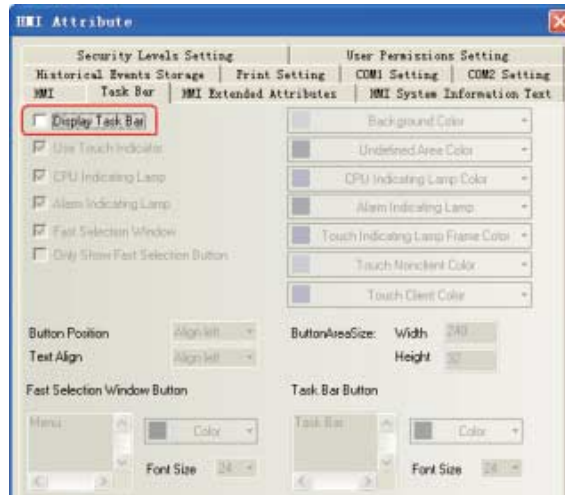 HMI Attribute
Security Levels Setting User Permissions Setting
Historical Events Storage Print Setting COM1 Setting COM2 Setting
HMI Task Bar HMI Extended Attributes HMI System Information Text
Display Task Bar Background Color
Use Touch Indicator Undefined Area Color
CPU Indicating Lamp CPU Indicating Lamp Color
Alarm Indicating Lamp Alarm Indicating Lamp
Fast Selection Window Touch Indicating Lamp Frame Color
Only Show Fast Selection Button Touch Nonclient Color
Touch Client Color
Button Position Align left ButtonAreaSize: Width 240
Text Align Align left Height 32
Fast Selection Window Button Task Bar Button
Menu Color Task Bar Color
Font Size 24 Font Size 24